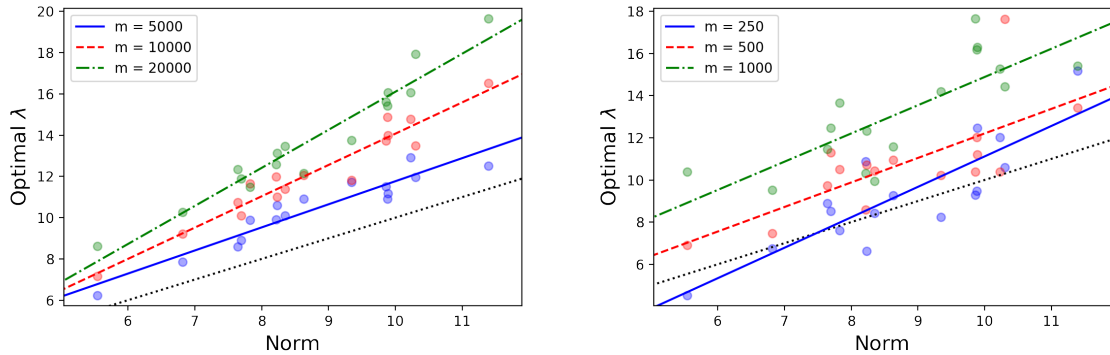 20
18
16
14
12
10
8
6
Optimal λ
m = 5000
m = 10000
m = 20000
6 7 8 9 10 11
Norm
18
16
14
12
10
8
6
Optimal λ
m = 250
m = 500
m = 1000
6 7 8 9 10 11
Norm